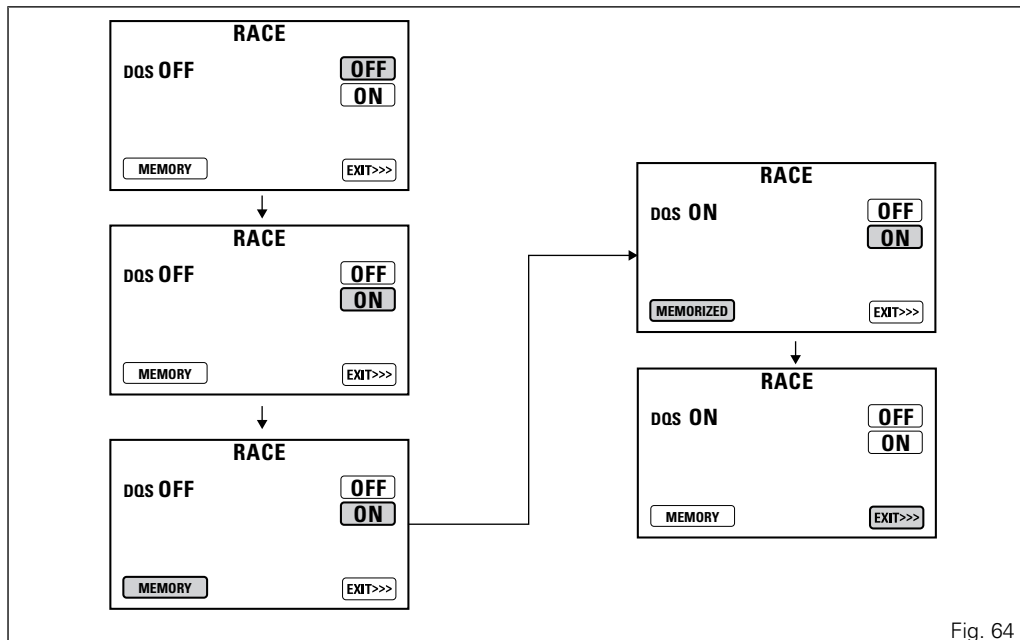 RACE
DQS OFF
OFF
ON
MEMORY
EXIT>>>
RACE
DQS OFF
OFF
ON
MEMORY
EXIT>>>
RACE
DQS OFF
OFF
ON
MEMORY
EXIT>>>
RACE
DQS ON
OFF
ON
MEMORIZED
EXIT>>>
RACE
DQS ON
OFF
ON
MEMORY
EXIT>>>
Fig. 64